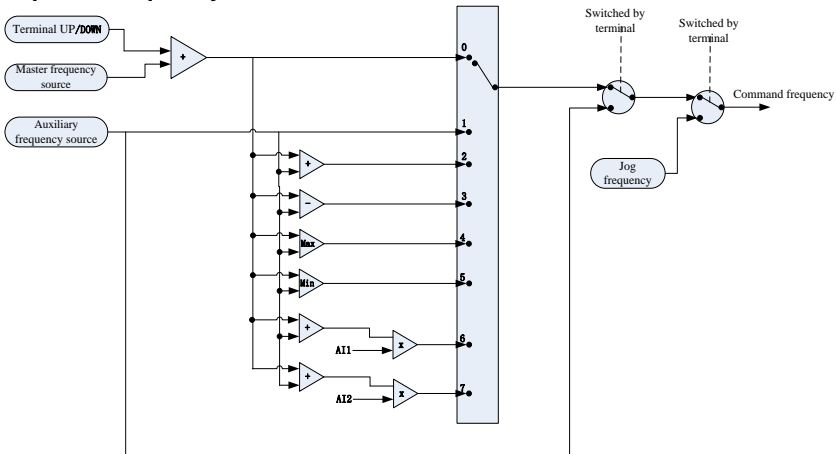 Terminal UP/DOWN
Master frequency
source
Auxiliary
frequency source
+
0
1
+
2
-
3
Max
4
Min
5
+
AI1
x
6
+
AI2
x
7
Switched by
terminal
Switched by
terminal
Command frequency
Jog
frequency